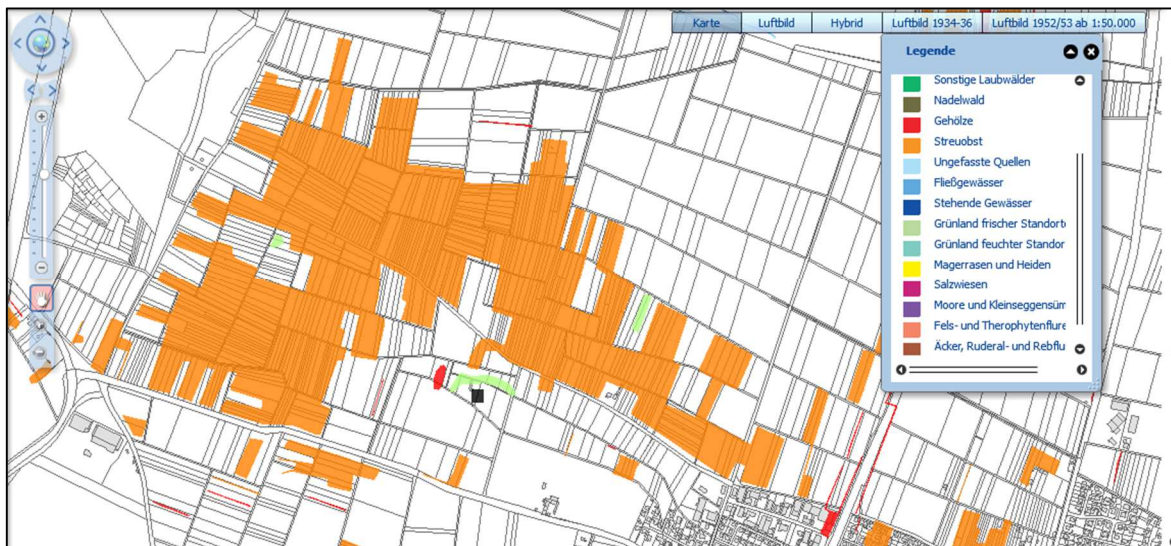 Karte Luftbild Hybrid Luftbild 1934-36 Luftbild 1952/53 ab 1:50.000
Legende
Sonstige Laubwälder
Nadelwald
Gehölze
Streuobst
Ungefasste Quellen
Fließgewässer
Stehende Gewässer
Grünland frischer Standorte
Grünland feuchter Standor
Magerrasen und Heiden
Salzwiesen
Moore und Kleinseggensüm
Fels- und Therophytenflure
Äcker, Ruderal- und Rebflu